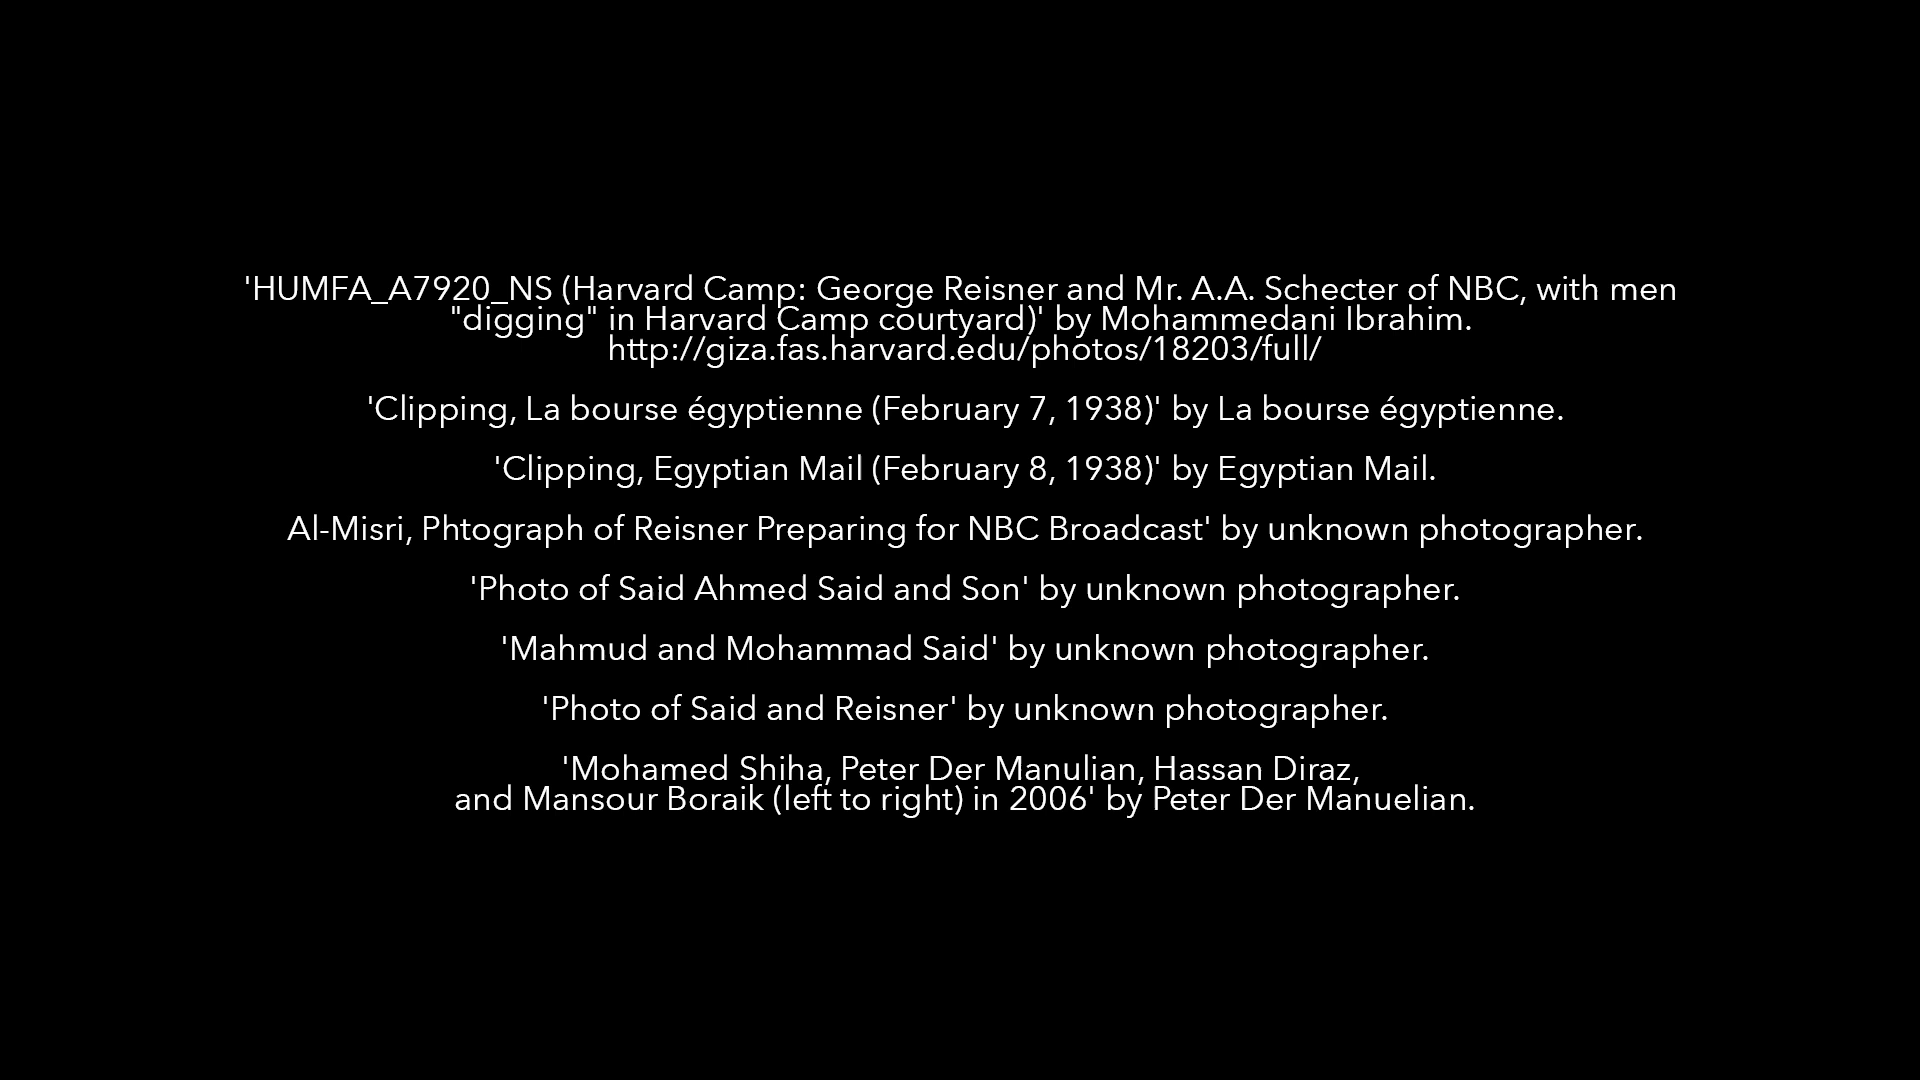 'HUMFA_A7920_NS (Harvard Camp: George Reisner and Mr. A.A. Schecter of NBC, with men
"digging" in Harvard Camp courtyard)' by Mohammedani Ibrahim.
http://giza.fas.harvard.edu/photos/18203/full/
'Clipping, La bourse égyptienne (February 7, 1938)' by La bourse égyptienne.
'Clipping, Egyptian Mail (February 8, 1938)' by Egyptian Mail.
Al-Misri, Phtograph of Reisner Preparing for NBC Broadcast' by unknown photographer.
'Photo of Said Ahmed Said and Son' by unknown photographer.
'Mahmud and Mohammad Said' by unknown photographer.
'Photo of Said and Reisner' by unknown photographer.
'Mohamed Shiha, Peter Der Manulian, Hassan Diraz,
and Mansour Boraik (left to right) in 2006' by Peter Der Manuelian.